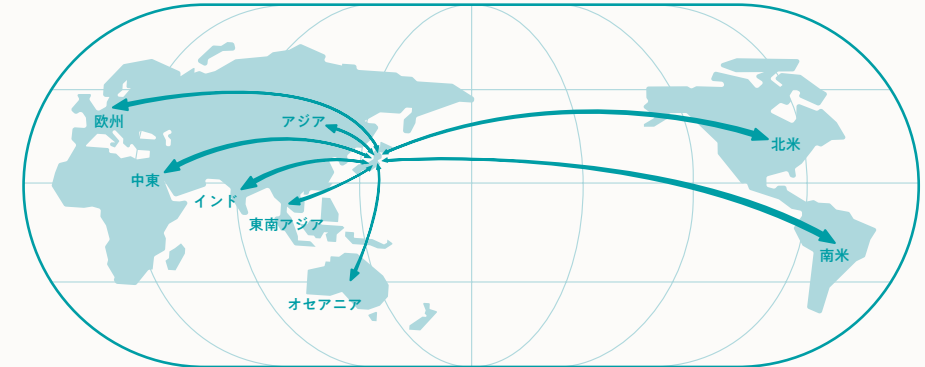 欧州
アジア
北米
中東
インド
東南アジア
南米
オセアニア